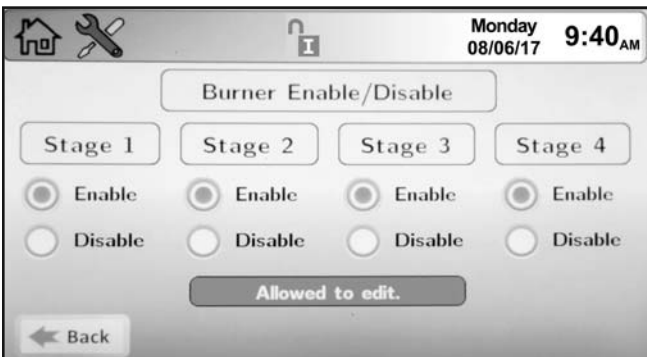 I
Monday
08/06/17
9:40AM
Burner Enable/Disable
Stage 1 Stage 2 Stage 3 Stage 4
Enable Enable Enable Enable
Disable Disable Disable Disable
Allowed to edit.
Back